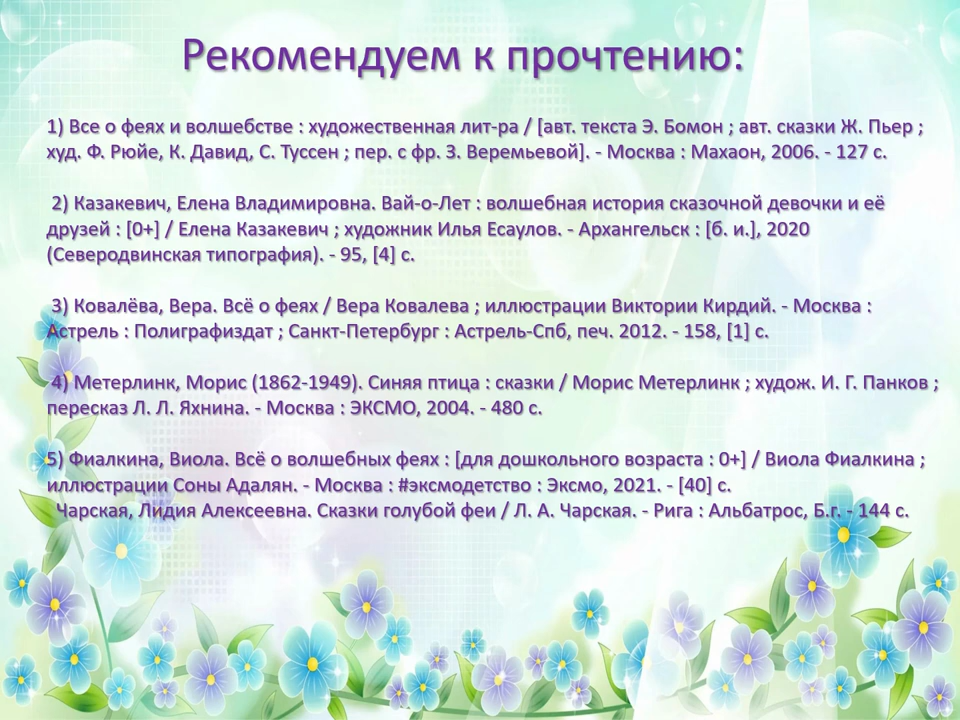 Рекомендуем к прочтению:
1) Все о феях и волшебстве : художественная лит-ра / [авт. текста Э. Бомон ; авт. сказки Ж. Пьер ;
худ. Ф. Рюйе, К. Давид, С. Туссен ; пер. с фр. З. Веремьевой]. - Москва : Махаон, 2006. - 127 с.
2) Казакевич, Елена Владимировна. Вай-о-Лет : волшебная история сказочной девочки и её
друзей : [0+] / Елена Казакевич ; художник Илья Есаулов. - Архангельск : [б. и.], 2020
(Северодвинская типография). - 95, [4] с.
3) Ковалёва, Вера. Всё о феях / Вера Ковалева ; иллюстрации Виктории Кирдий. - Москва :
Астрель : Полиграфиздат ; Санкт-Петербург : Астрель-Спб, печ. 2012. - 158, [1] с.
4) Метерлинк, Морис (1862-1949). Синяя птица : сказки / Морис Метерлинк ; худож. И. Г. Панков ;
пересказ Л. Л. Яхнина. - Москва : ЭКСМО, 2004. - 480 с.
5) Фиалкина, Виола. Всё о волшебных феях : [для дошкольного возраста : 0+] / Виола Фиалкина ;
иллюстрации Соны Адалян. - Москва : #эксмодетство : Эксмо, 2021. - [40] с.
Чарская, Лидия Алексеевна. Сказки голубой феи / Л. А. Чарская. - Рига : Альбатрос, Б.г. - 144 с.